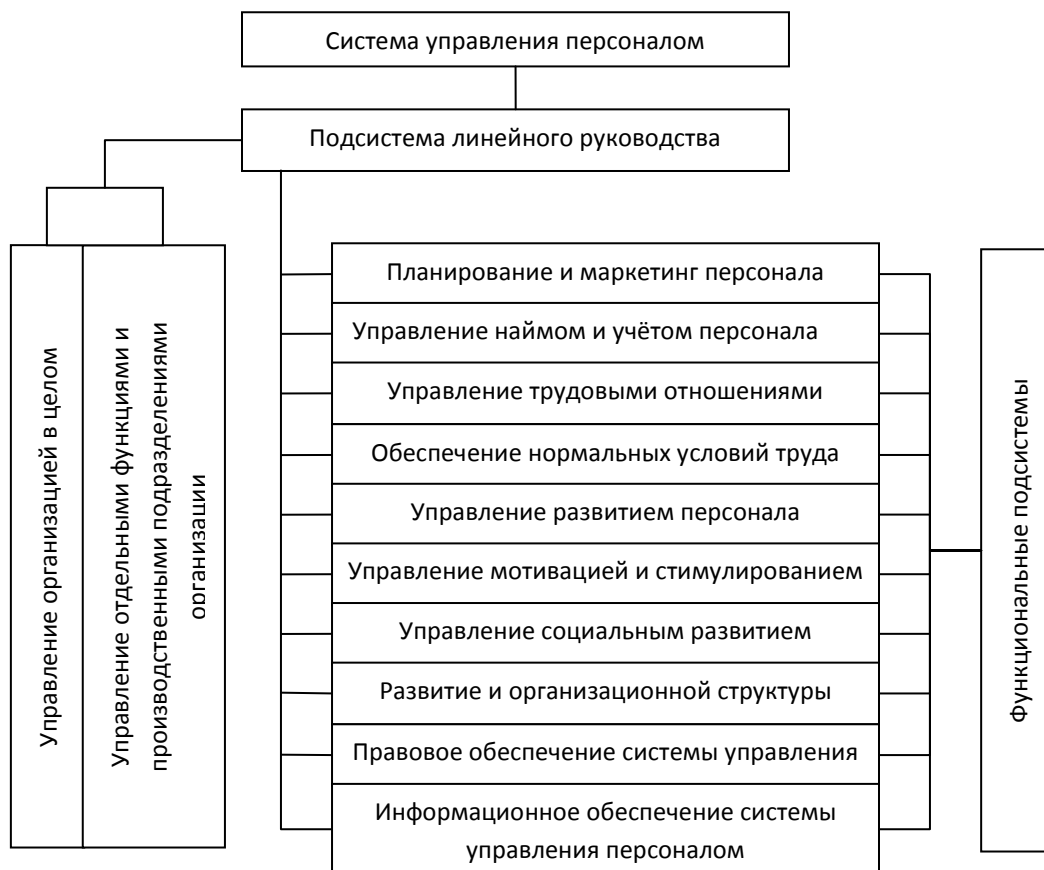 Система управления персоналом
Подсистема линейного руководства
Управление организацией в целом
Управление отдельными функциями и
производственными подразделениями
организации
Планирование и маркетинг персонала
Управление наймом и учётом персонала
Управление трудовыми отношениями
Обеспечение нормальных условий труда
Управление развитием персонала
Управление мотивацией и стимулированием
Управление социальным развитием
Развитие и организационной структуры
Правовое обеспечение системы управления
Информационное обеспечение системы
управления персоналом
Функциональные подсистемы